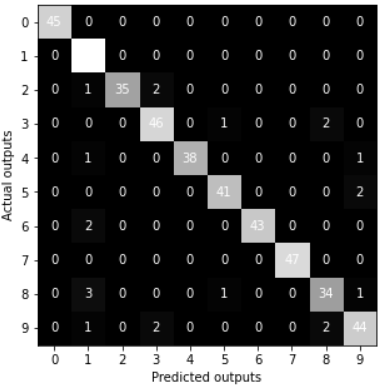 0 45 0 0 0 0 0 0 0 0 0
1 0 0 0 0 0 0 0 0 0
2 0 1 35 2 0 0 0 0 0 0
3 0 0 0 46 0 1 0 0 2 0
4 0 1 0 0 38 0 0 0 0 1
5 0 0 0 0 0 41 0 0 0 2
6 0 2 0 0 0 0 43 0 0 0
7 0 0 0 0 0 0 0 47 0 0
8 0 3 0 0 0 1 0 0 34 1
9 0 1 0 2 0 0 0 0 2 44
0 1 2 3 4 5 6 7 8 9
Predicted outputs
Actual outputs